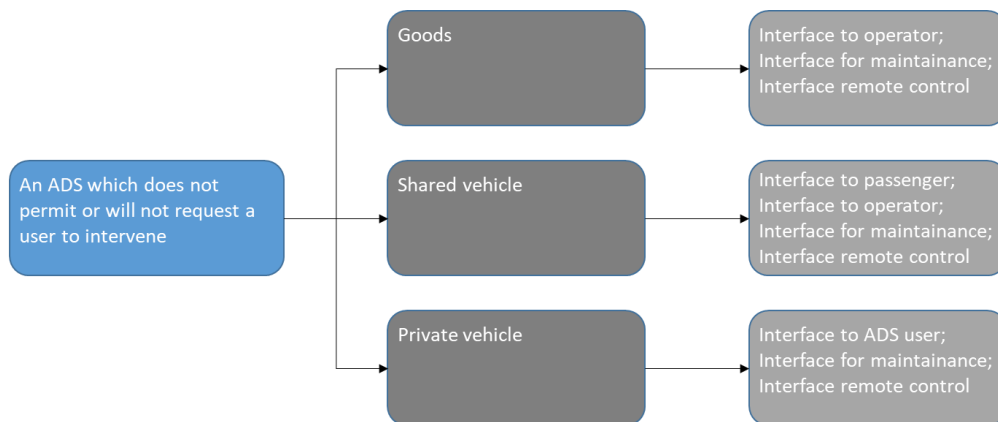 Goods
Interface to operator;
Interface for maintainance;
Interface remote control
An ADS which does not
permit or will not request a
user to intervene
Shared vehicle
Interface to passenger;
Interface to operator;
Interface for maintainance;
Interface remote control
Private vehicle
Interface to ADS user;
Interface for maintainance;
Interface remote control